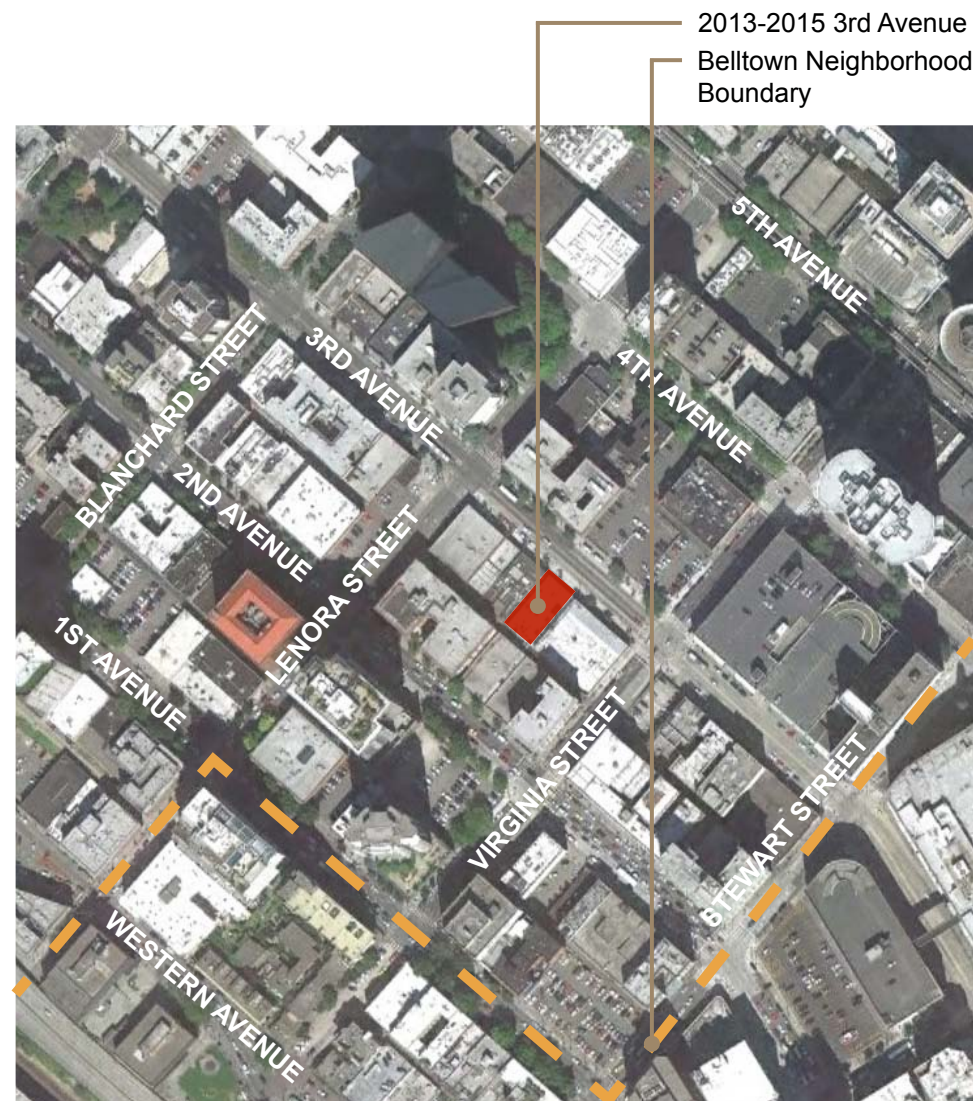 2013-2015 3rd Avenue
Belltown Neighborhood
Boundary
5TH AVENUE
3RD AVENUE
4TH AVENUE
BLANCHARD STREET
2ND AVENUE
LENORA STREET
1ST AVENUE
VIRGINIA STREET
STEWART STREET
WESTERN AVENUE